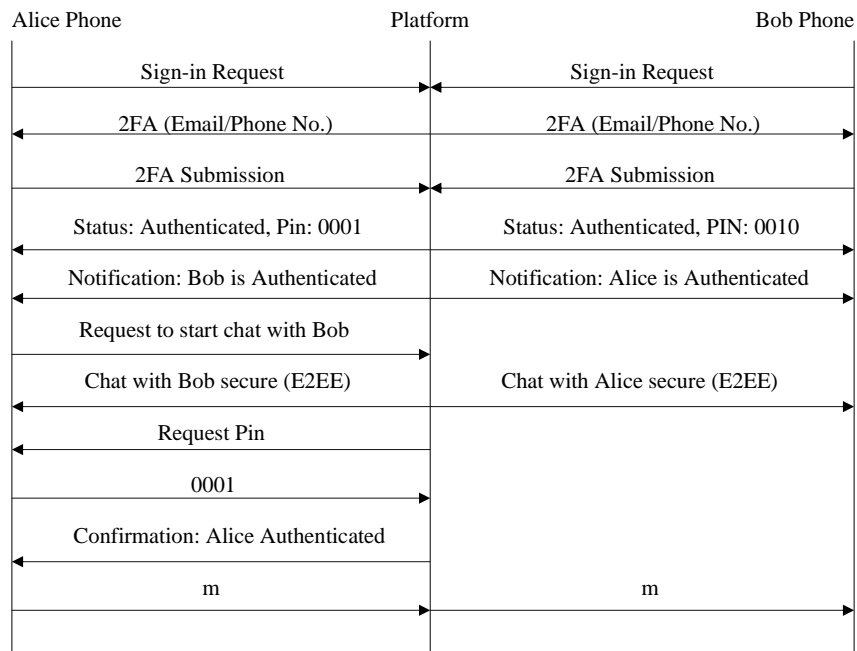 Alice Phone Platform Bob Phone
Sign-in Request Sign-in Request
2FA (Email/Phone No.) 2FA (Email/Phone No.)
2FA Submission 2FA Submission
Status: Authenticated, Pin: 0001 Status: Authenticated, PIN: 0010
Notification: Bob is Authenticated Notification: Alice is Authenticated
Request to start chat with Bob
Chat with Bob secure (E2EE) Chat with Alice secure (E2EE)
Request Pin
0001
Confirmation: Alice Authenticated
m m